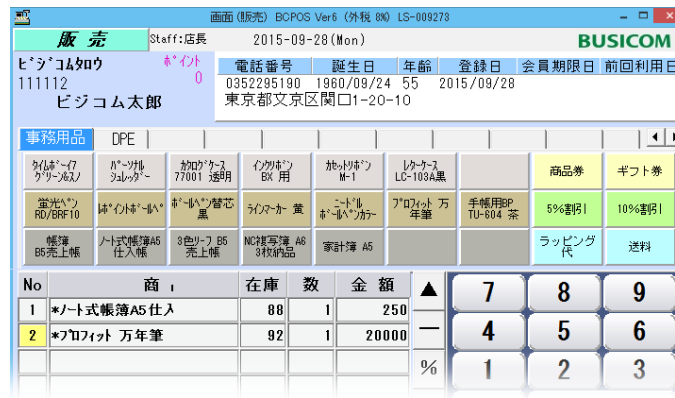 画面(販売) BCPOS Ver6 (外税 8%) LS-009273
販売 Staff:店長 2015-09-28(Mon) BUSICOM
ビジコムタロウ ポイント 電話番号 誕生日 年齢 登録日 会員期限日 前回利用日
111112 0 0352295190 1960/09/24 55 2015/09/28
ビジコム太郎 東京都文京区関口1-20-10
事務用品 DPE
タイムボーイ7 グリーン&スノ パーソナル シュレッダー カタログケース 77001 透明 インクリボン BX 用 カセットリボン M-1 レターケース LC-103A黒 商品券 ギフト券
蛍光ペン RD/BRF10 ボールペン替芯 黒 ラインマーカー 黄 ニードル ボールペンカラー プロフィット 万年筆 手帳用BP TU-604 茶 5%割引 10%割引
帳簿 B5売上帳 ノート式帳簿A5 仕入帳 3色リーフ B5 売上帳 NC複写簿 A6 3枚納品 家計簿 A5 ラッピング代 送料
No 商 在庫 数 金額 ▲ 7 8 9
1 *ノート式帳簿A5仕入 88 1 250
2 *プロフィット 万年筆 92 1 20000 — 4 5 6
% 1 2 3